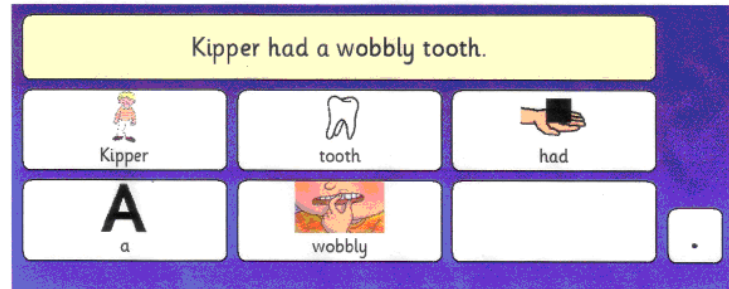 Kipper had a wobbly tooth.
Kipper
tooth
had
A
a
wobbly
.